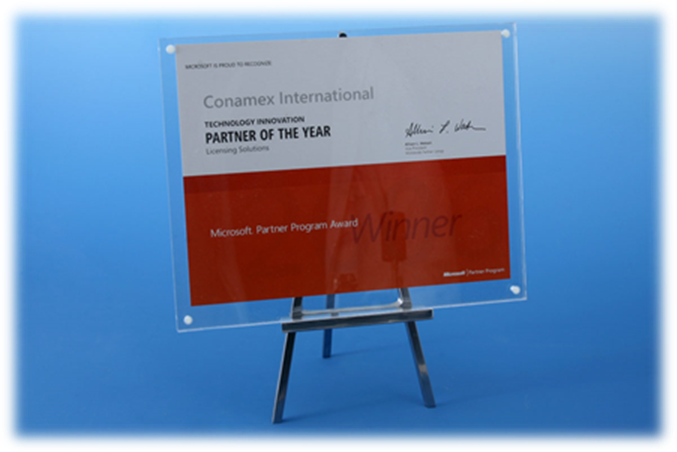 MICROSOFT IS PROUD TO RECOGNIZE
Conamex International
TECHNOLOGY INNOVATION
PARTNER OF THE YEAR
Licensing Solutions
Microsoft Partner Program Award
Winner
Microsoft | Partner Program